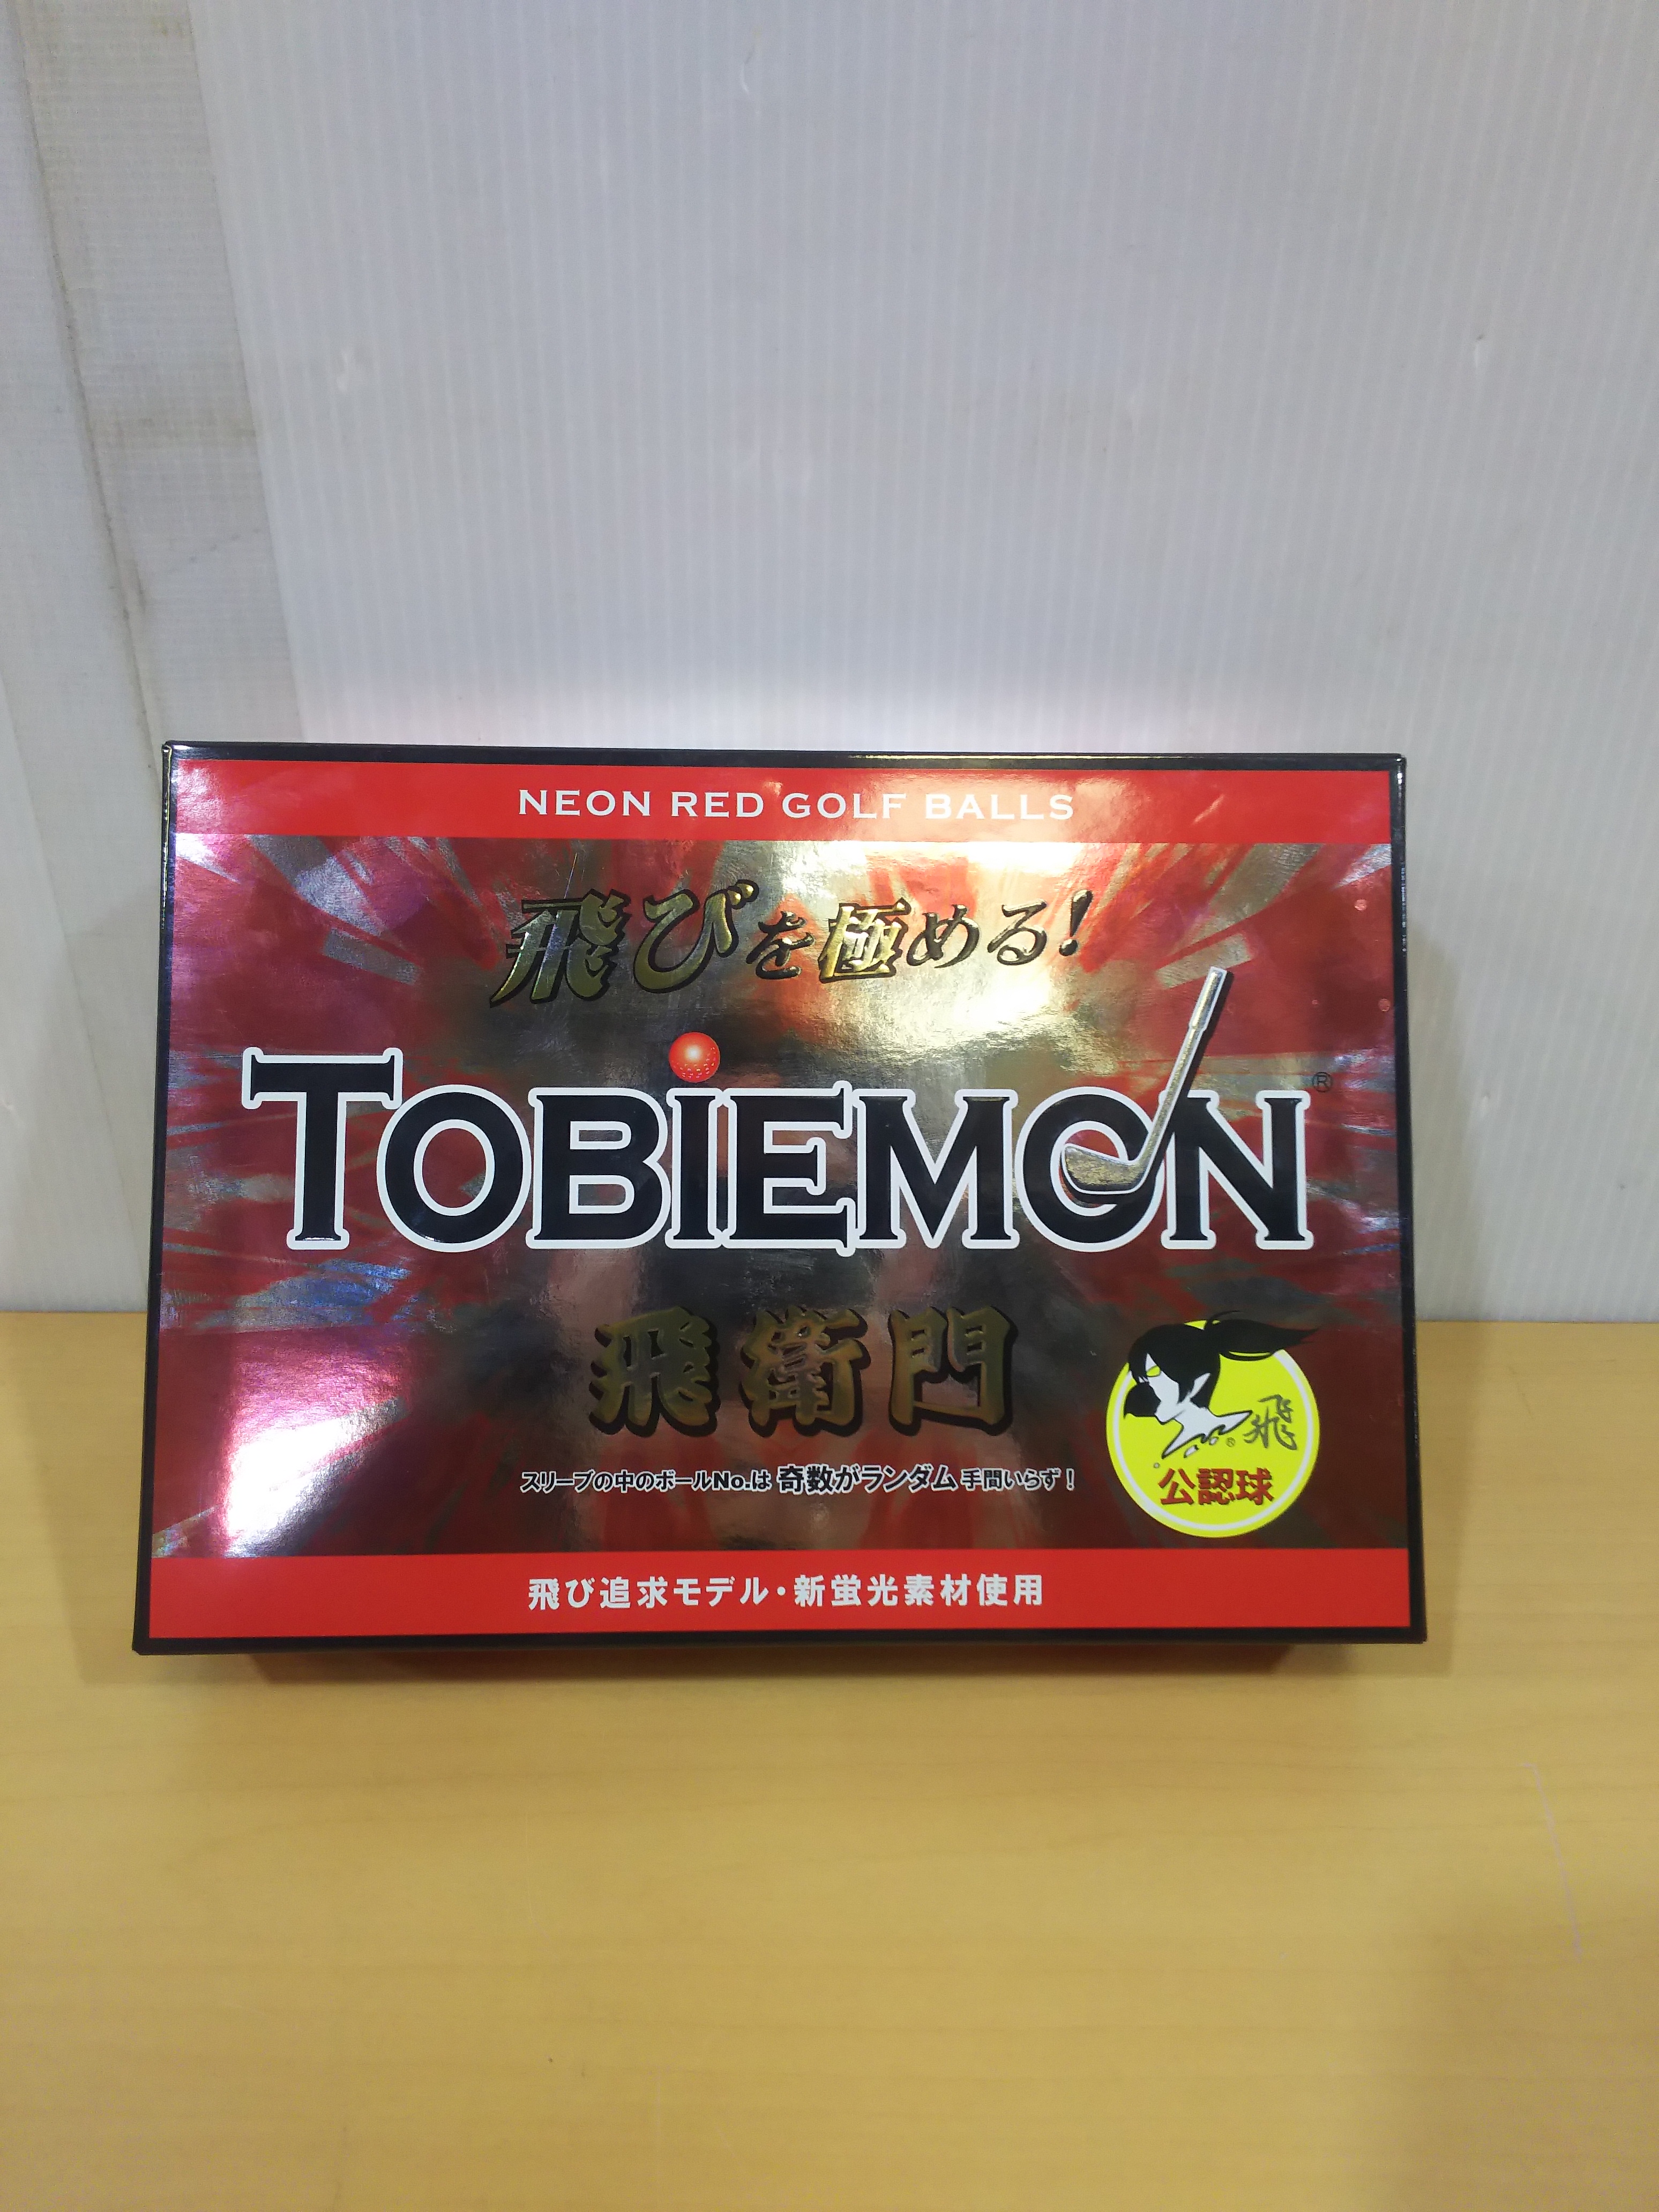 NEON RED GOLF BALLS
飛びを極める!
TOBiEMON®
飛衛門
スリーブの中のボールNo.は 奇数がランダム 手間いらず!
飛
公認球
飛び追求モデル・新蛍光素材使用